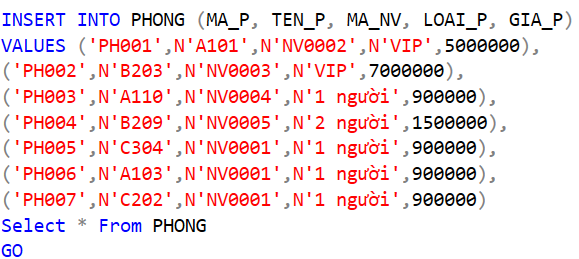 INSERT INTO PHONG (MA_P, TEN_P, MA_NV, LOAI_P, GIA_P)
VALUES ('PH001',N'A101',N'NV0002',N'VIP',5000000),
('PH002',N'B203',N'NV0003',N'VIP',7000000),
('PH003',N'A110',N'NV0004',N'1 người',900000),
('PH004',N'B209',N'NV0005',N'2 người',1500000),
('PH005',N'C304',N'NV0001',N'1 người',900000),
('PH006',N'A103',N'NV0001',N'1 người',900000),
('PH007',N'C202',N'NV0001',N'1 người',900000)
Select * From PHONG
GO